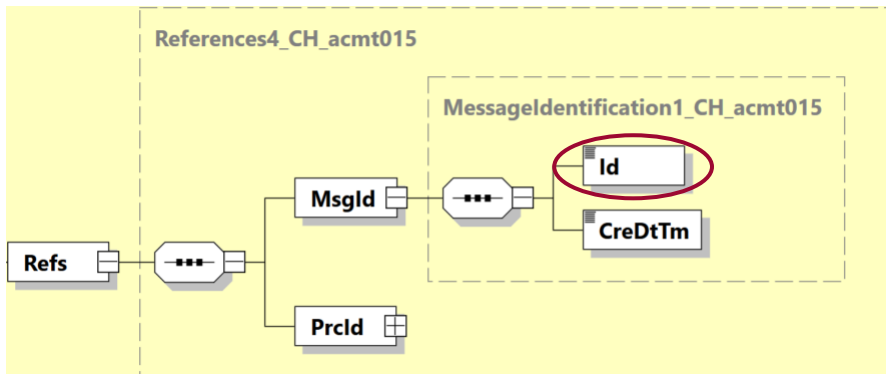 References4_CH_acmt015
MessageIdentification1_CH_acmt015
Id
MsgId
CreDtTm
Refs
PrcId